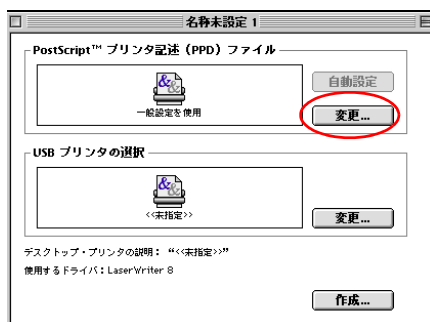 名称未設定 1
PostScript™ プリンタ記述（PPD）ファイル
一般設定を使用
自動設定
変更...
USB プリンタの選択
<<未指定>>
変更...
デスクトップ・プリンタの説明： “<<未指定>>”
使用するドライバ：LaserWriter 8
作成...